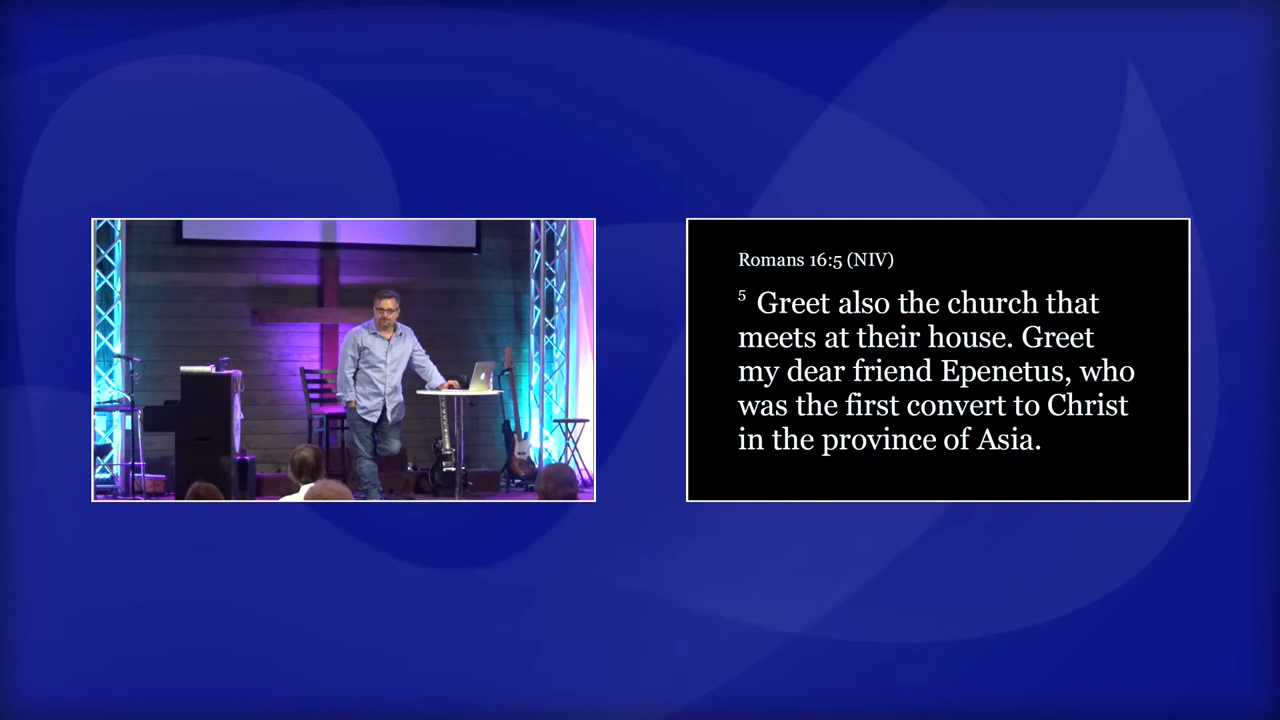 Romans 16:5 (NIV)
5 Greet also the church that
meets at their house. Greet
my dear friend Epenetus, who
was the first convert to Christ
in the province of Asia.